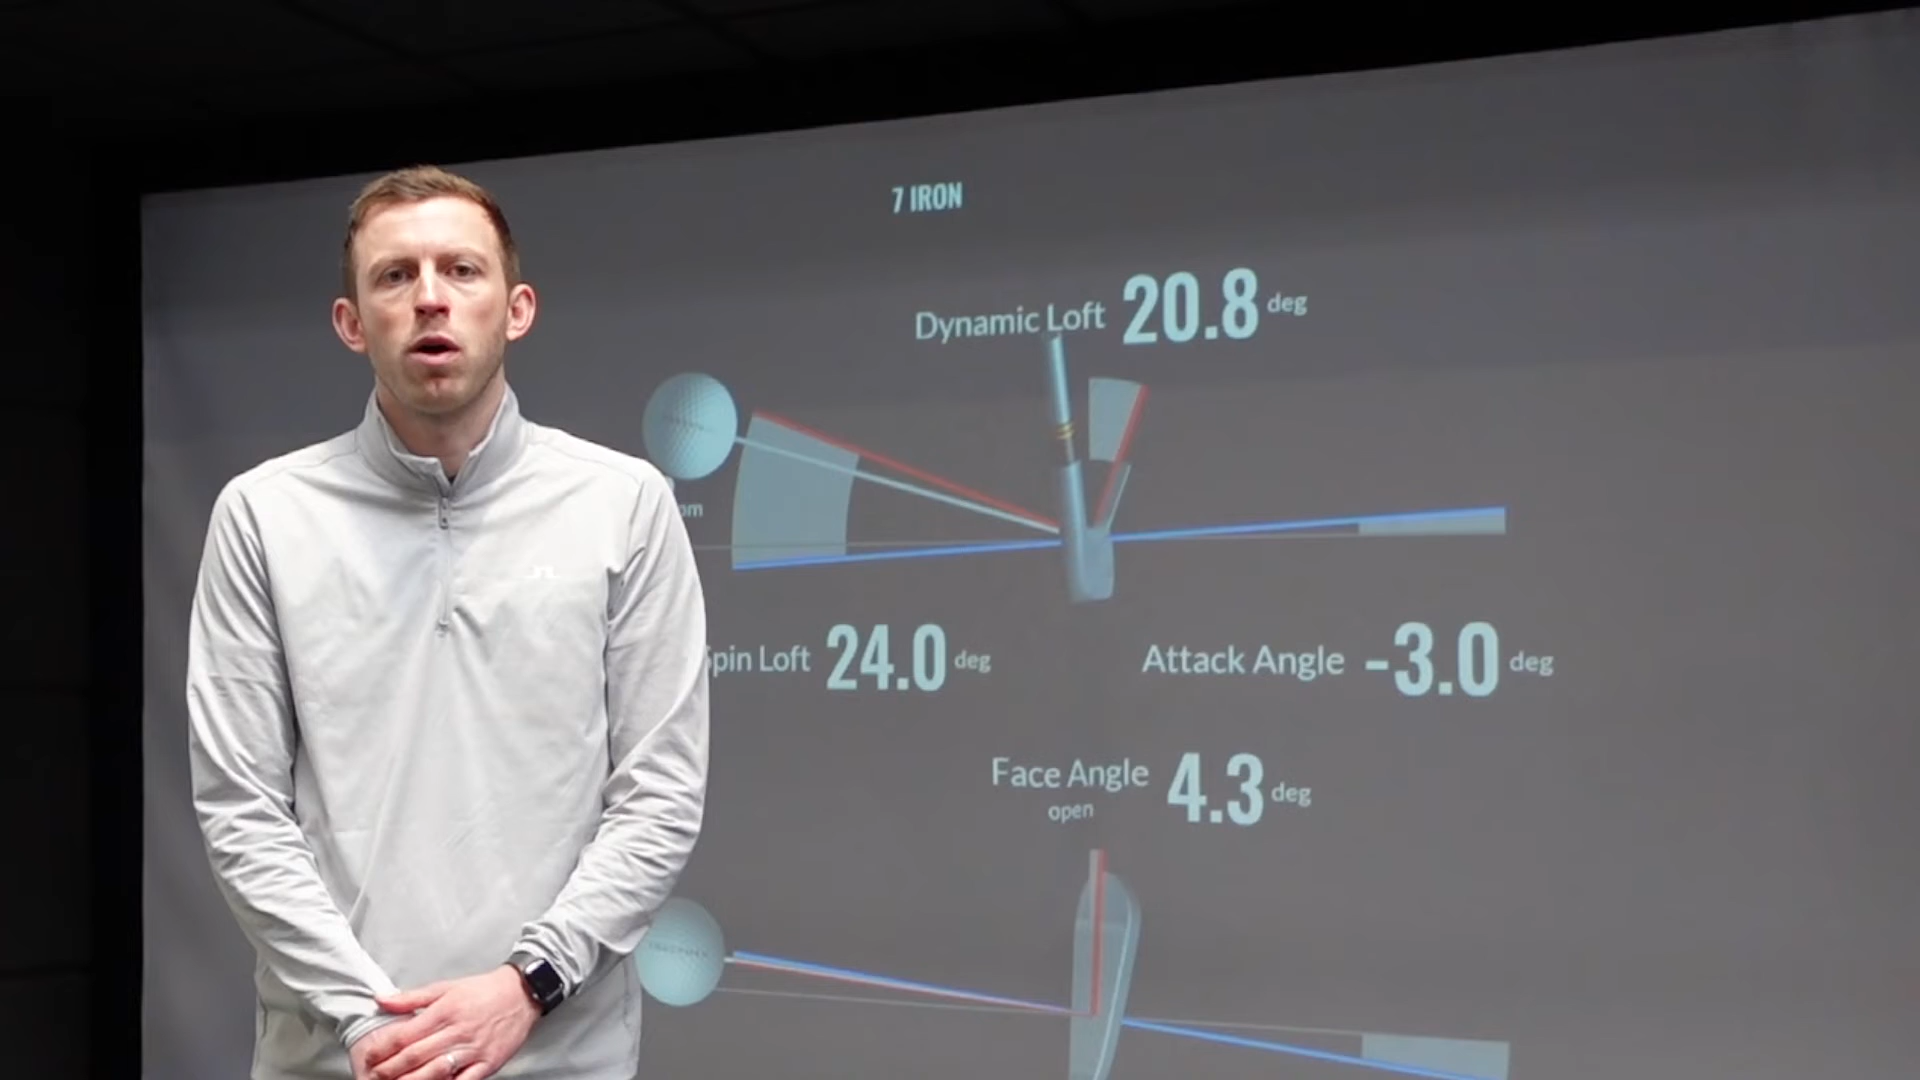 7 IRON
Dynamic Loft 20.8 deg
Spin Loft 24.0 deg
Attack Angle -3.0 deg
Face Angle 4.3 deg
open